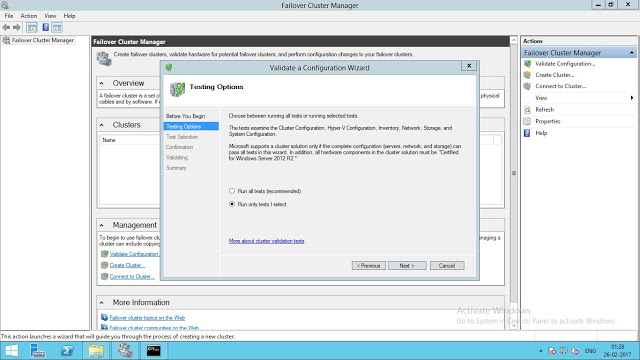 Failover Cluster Manager
File Action View Help
Failover Cluster Manager
Failover Cluster Manager
Create failover clusters, validate hardware for potential failover clusters, and perform configuration changes to your failover clusters.
Overview
A failover cluster is a set of
physical
cables and by software. If
Clusters
Name
Management
To begin to use failover
managing a
cluster can include copying
Validate Configuration
Create Cluster...
Connect to Cluster...
More Information
Failover cluster topics on the Web
Failover cluster communities on the Web
Validate a Configuration Wizard
Testing Options
Before You Begin
Testing Options
Test Selection
Confirmation
Validating
Summary
Choose between running all tests or running selected tests.
The tests examine the Cluster Configuration, Hyper-V Configuration, Inventory, Network, Storage, and
System Configuration.
Microsoft supports a cluster solution only if the complete configuration (servers, network, and storage) can
pass all tests in this wizard. In addition, all hardware components in the cluster solution must be "Certified
for Windows Server 2012 R2."
Run all tests (recommended)
Run only tests I select
More about cluster validation tests
< Previous Next > Cancel
Actions
Failover Cluster Manager
Validate Configuration...
Create Cluster...
Connect to Cluster...
View
Refresh
Properties
Help
Activate Windows
Go to System in Control Panel to activate Windows.
This action launches a wizard that will guide you through the process of creating a new cluster.
ENG
01:28
26-02-2017